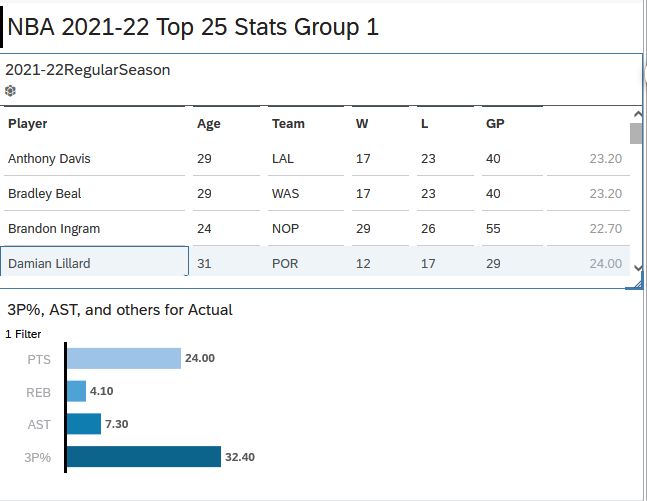 NBA 2021-22 Top 25 Stats Group 1
2021-22RegularSeason
Player Age Team W L GP
Anthony Davis 29 LAL 17 23 40 23.20
Bradley Beal 29 WAS 17 23 40 23.20
Brandon Ingram 24 NOP 29 26 55 22.70
Damian Lillard 31 POR 12 17 29 24.00
3P%, AST, and others for Actual
1 Filter
PTS 24.00
REB 4.10
AST 7.30
3P% 32.40